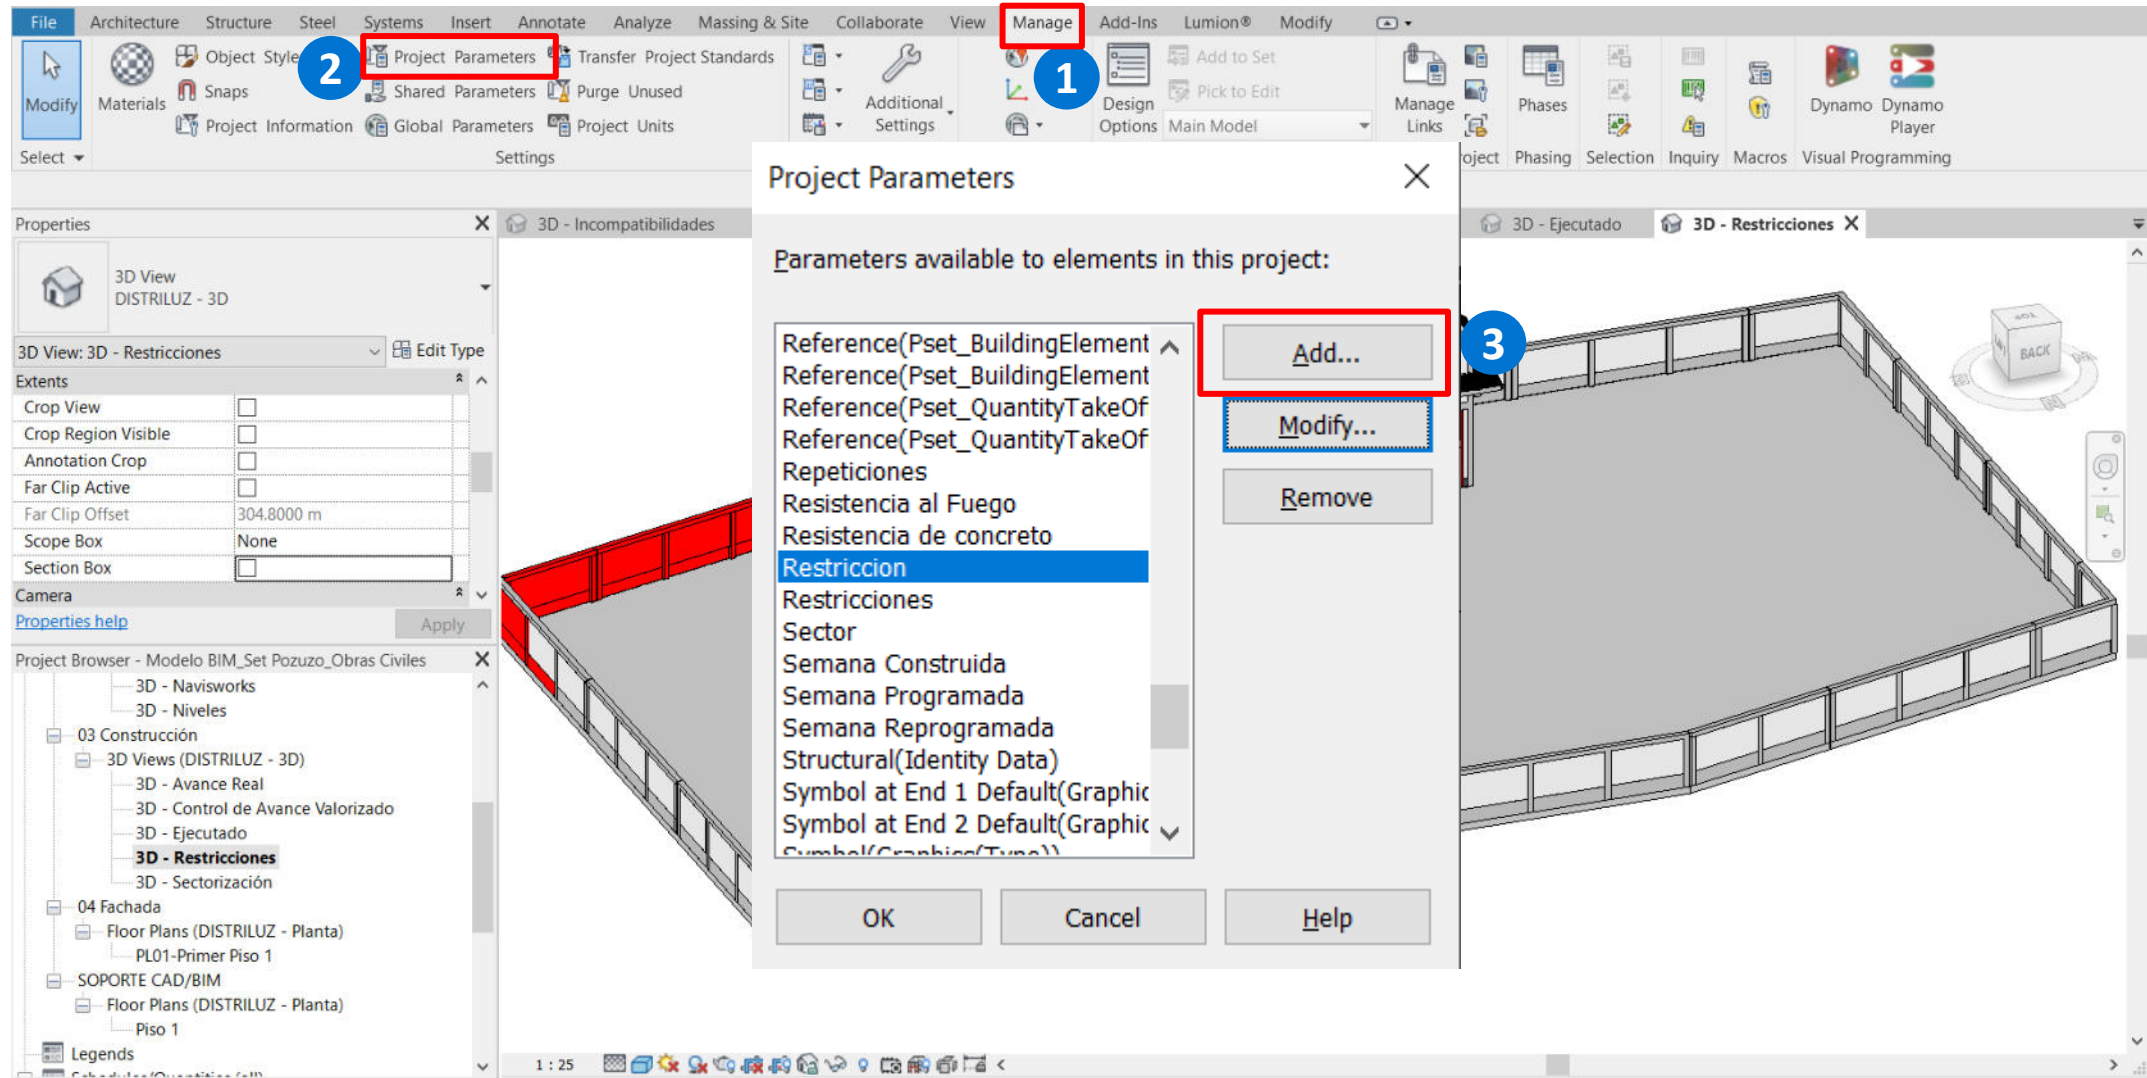 File Architecture Structure Steel Systems Insert Annotate Analyze Massing & Site Collaborate View Manage Add-Ins Lumion® Modify
2
1
Modify
Materials
Object Style
Snaps
Project Information
Project Parameters
Shared Parameters
Global Parameters
Transfer Project Standards
Purge Unused
Project Units
Additional
Settings
Design
Options
Add to Set
Pick to Edit
Main Model
Manage
Links
Phases
Dynamo
Dynamo
Player
Select
Settings
oject Phasing Selection Inquiry Macros Visual Programming
Properties
3D View
DISTRILUZ - 3D
3D View: 3D - Restricciones
Edit Type
Extents
Crop View
Crop Region Visible
Annotation Crop
Far Clip Active
Far Clip Offset 304.8000 m
Scope Box None
Section Box
Camera
Properties help
Apply
Project Browser - Modelo BIM_Set Pozuzo_Obras Civiles
3D - Navisworks
3D - Niveles
03 Construcción
3D Views (DISTRILUZ - 3D)
3D - Avance Real
3D - Control de Avance Valorizado
3D - Ejecutado
3D - Restricciones
3D - Sectorización
04 Fachada
Floor Plans (DISTRILUZ - Planta)
PL01-Primer Piso 1
SOPORTE CAD/BIM
Floor Plans (DISTRILUZ - Planta)
Piso 1
Legends
3D - Incompatibilidades
3D - Ejecutado
3D - Restricciones
Project Parameters
Parameters available to elements in this project:
Reference(Pset_BuildingElement
Reference(Pset_BuildingElement
Reference(Pset_QuantityTakeOf
Reference(Pset_QuantityTakeOf
Repeticiones
Resistencia al Fuego
Resistencia de concreto
Restriccion
Restricciones
Sector
Semana Construida
Semana Programada
Semana Reprogramada
Structural(Identity Data)
Symbol at End 1 Default(Graphic
Symbol at End 2 Default(Graphic
Symbol(Graphics(Type))
Add...
3
Modify...
Remove
OK
Cancel
Help
TOP
BACK
1 : 25